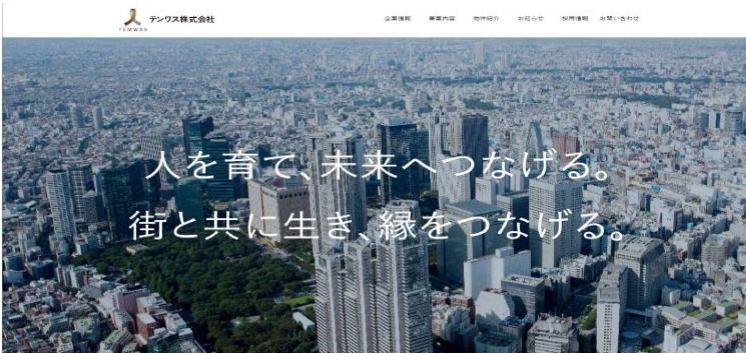 テンワス株式会社
TEMWAS
企業情報
事業内容
物件紹介
お知らせ
採用情報
お問い合わせ
人を育て、未来へつなげる。
街と共に生き、縁をつなげる。